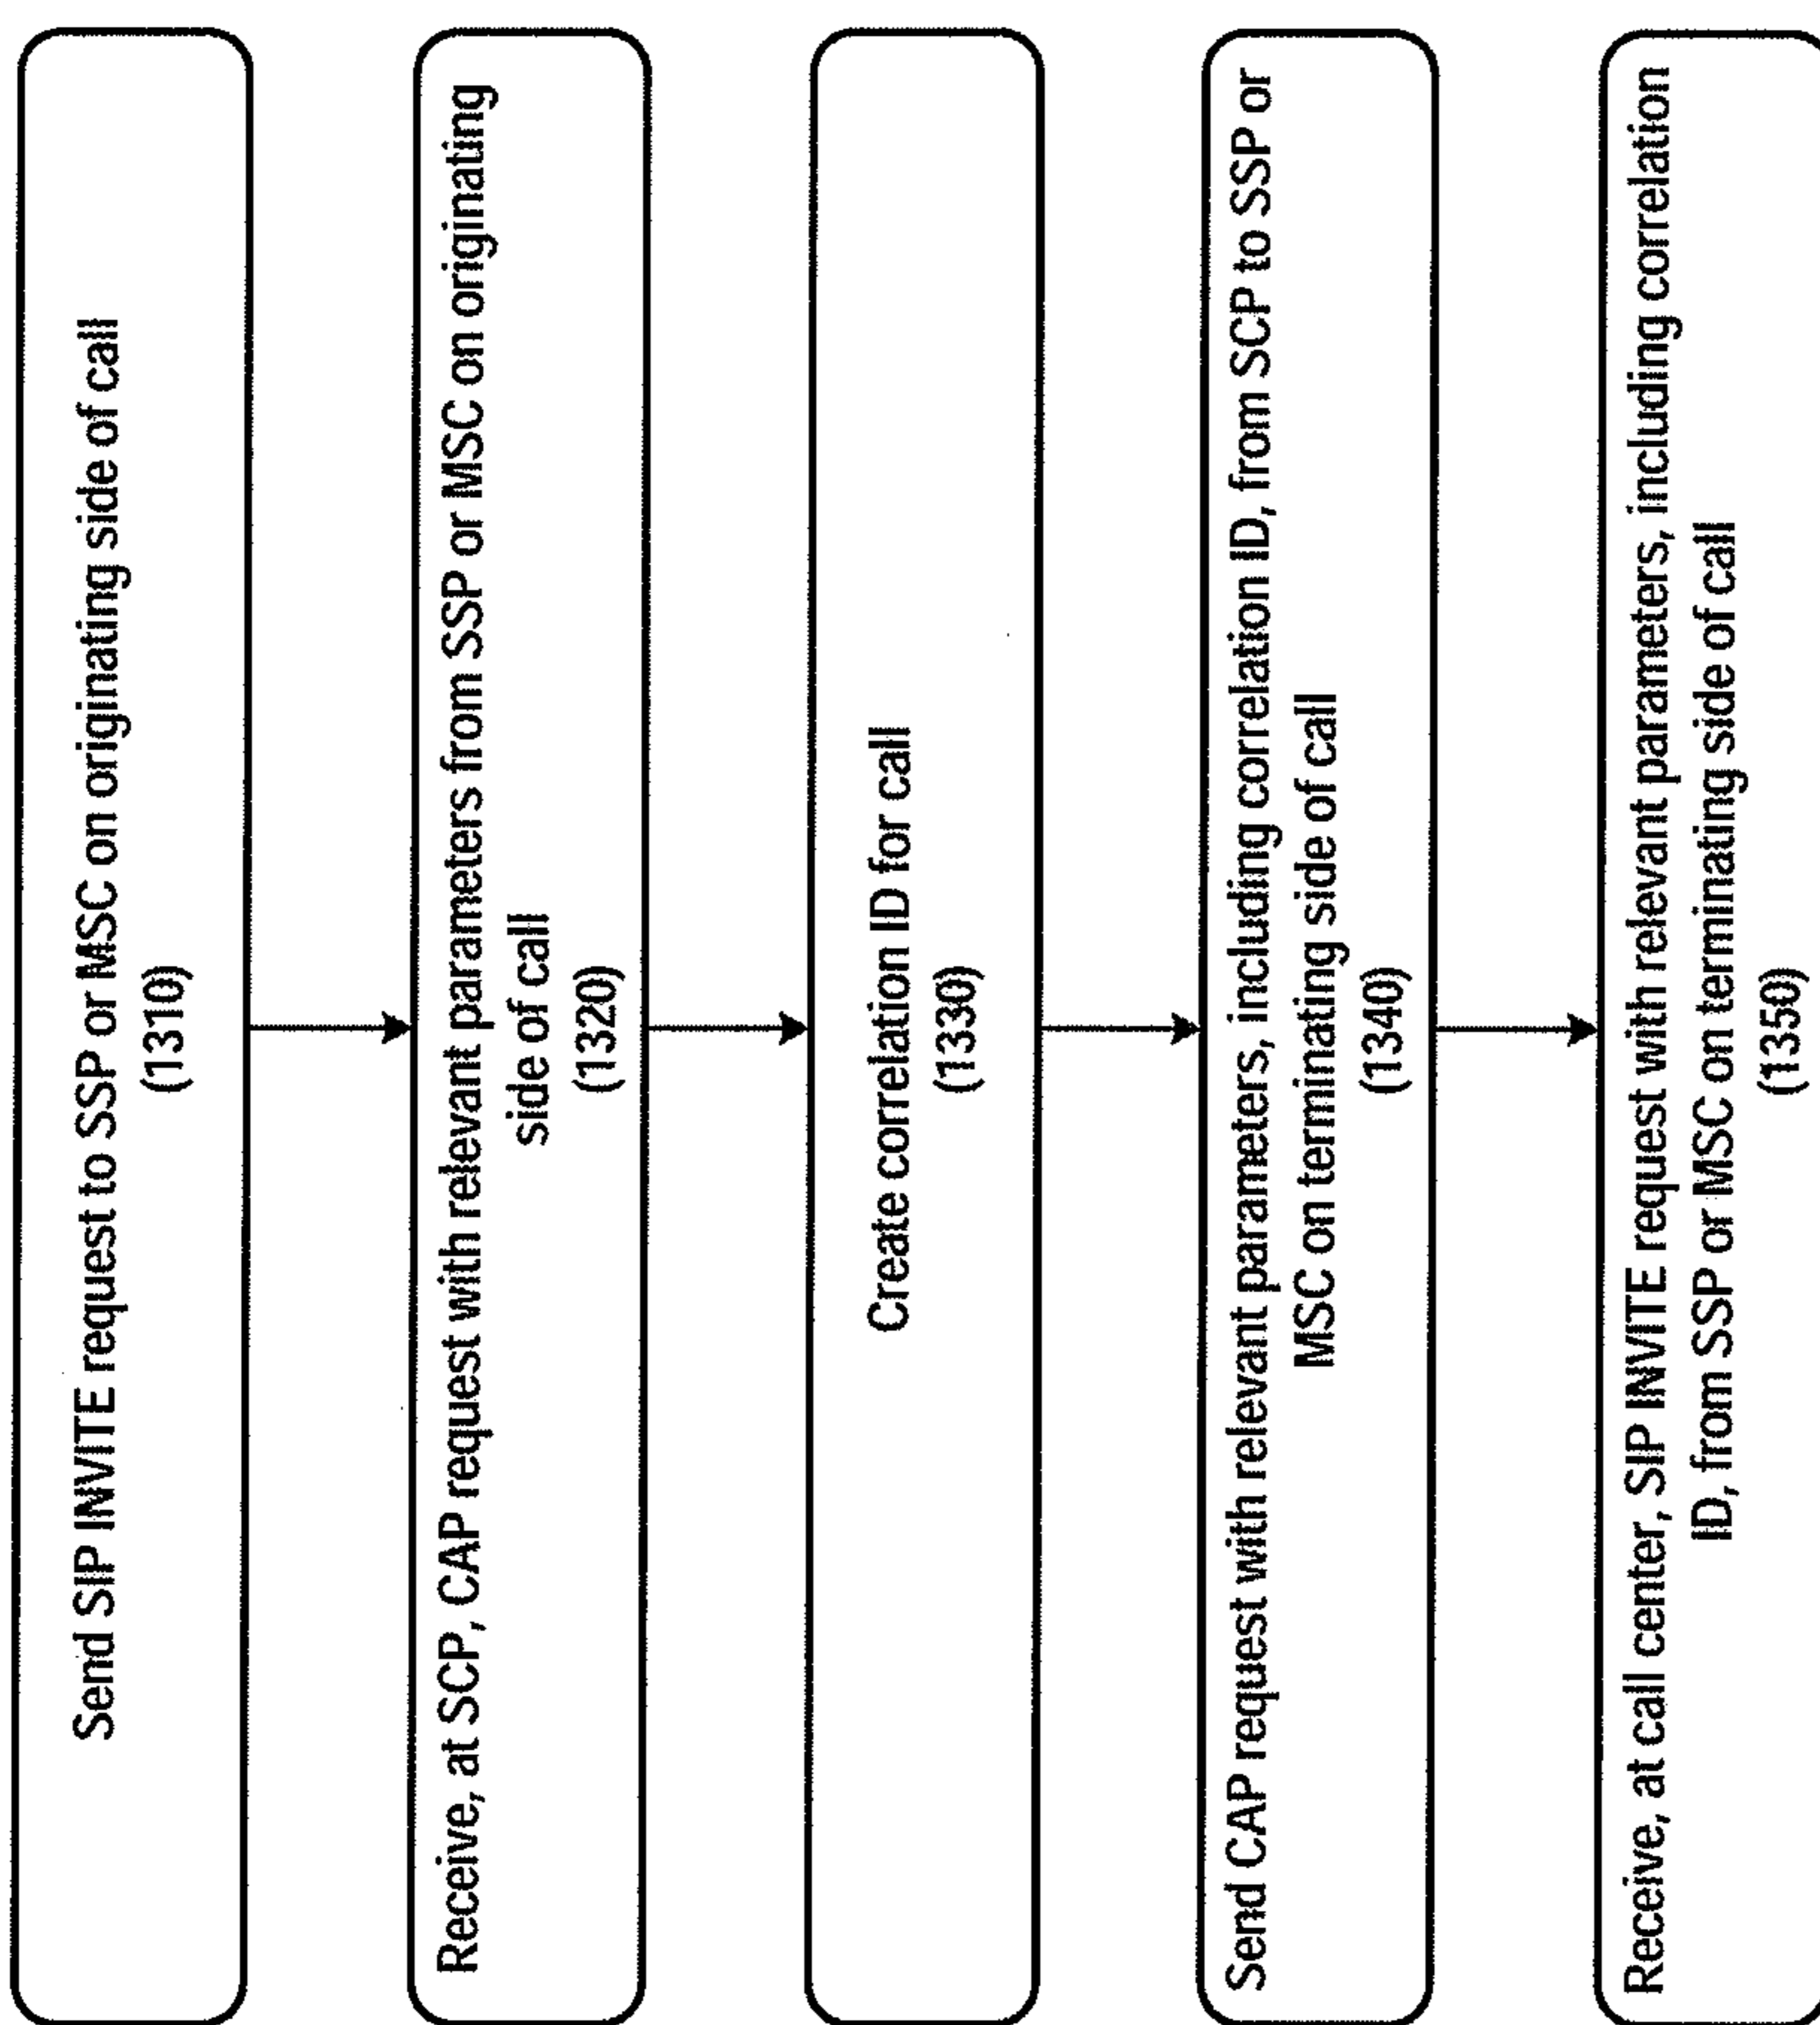 Send SIP INVITE request to SSP or MSC on originating side of call
(1310)
Receive, at SCP, CAP request with relevant parameters from SSP or MSC on originating
side of call
(1320)
Create correlation ID for call
(1330)
Send CAP request with relevant parameters, including correlation ID, from SCP to SSP or
MSC on terminating side of call
(1340)
Receive, at call center, SIP INVITE request with relevant parameters, including correlation
ID, from SSP or MSC on terminating side of call
(1350)